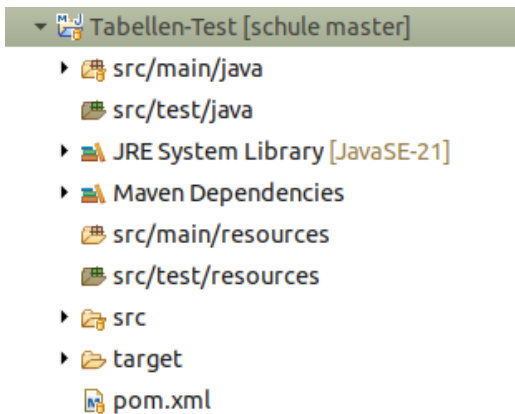 Tabellen-Test [schule master]
src/main/java
src/test/java
JRE System Library [JavaSE-21]
Maven Dependencies
src/main/resources
src/test/resources
src
target
pom.xml